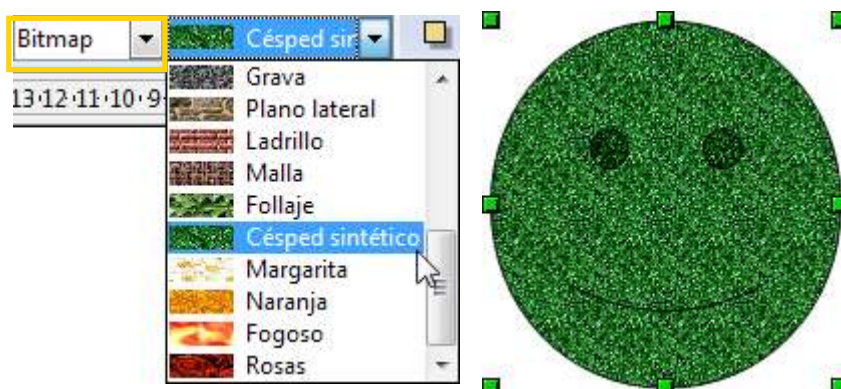 Bitmap
Césped sin
13·12·11·10·9·
Grava
Plano lateral
Ladrillo
Malla
Follaje
Césped sintético
Margarita
Naranja
Fogoso
Rosas